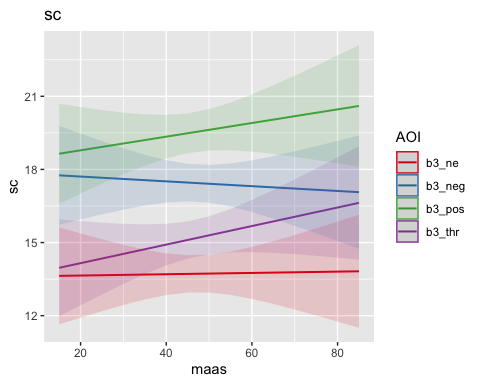 sc
21
18
15
12
sc
20 40 60 80
maas
AOI
b3_ne
b3_neg
b3_pos
b3_thr